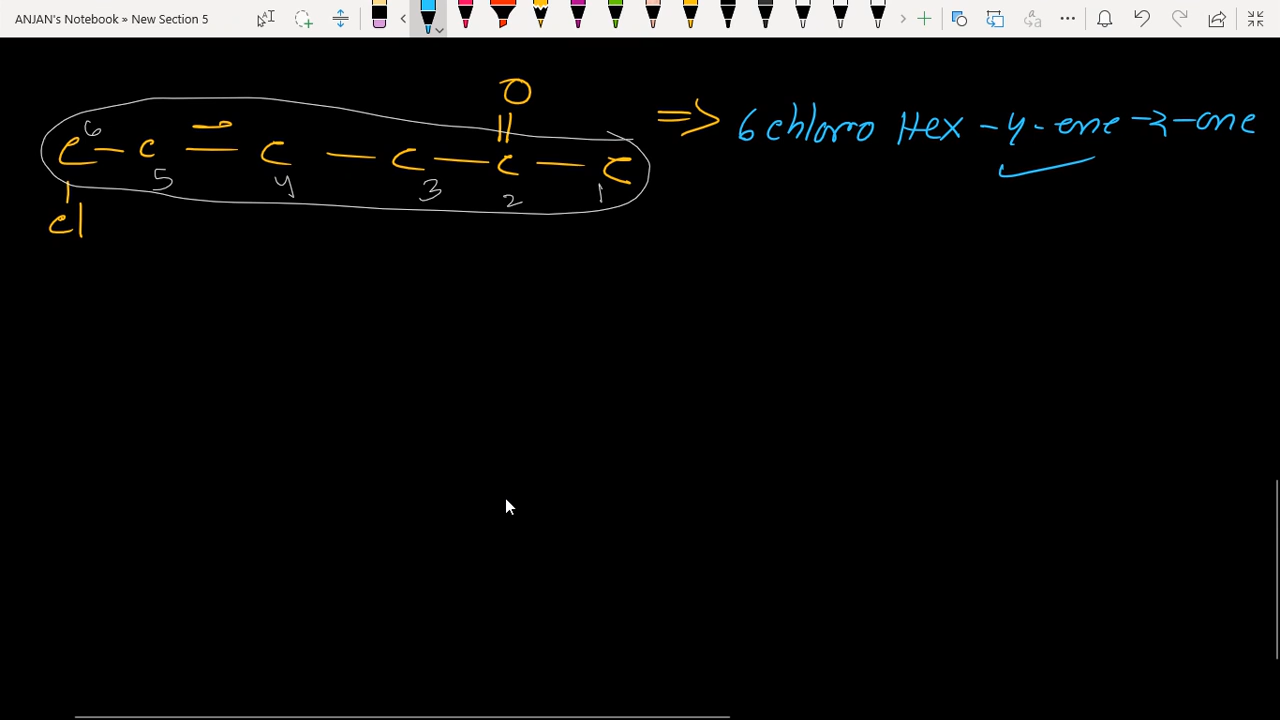 ANJAN's Notebook » New Section 5
O
=> 6 chloro Hex - 4 - ene - 2 - one
C - C = C - C - C - C
6 5 4 3 2 1
Cl